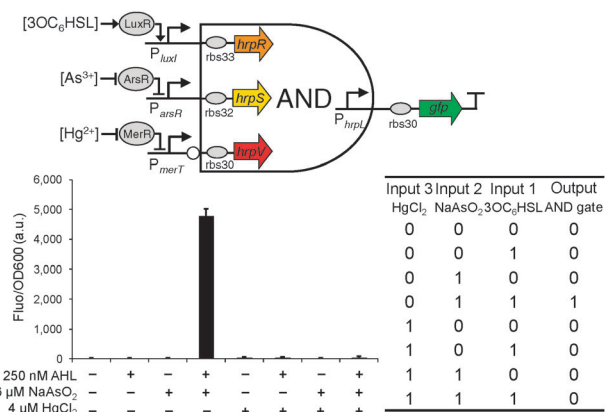 [3OC6HSL] LuxR hrpR
PluxI rbs33
[As3+] ArsR hrpS AND
ParsR rbs32 PhrpL rbs30 gfp
[Hg2+] MerR hrpV
PmerT rbs30
6,000
5,000
4,000
3,000
2,000
1,000
0
Fluo/OD600 (a.u.)
250 nM AHL – + – + – + – +
µM NaAsO2 – – + + – – + +
4 µM HgCl2 – – – – + + + +
Input 3 Input 2 Input 1 Output
HgCl2 NaAsO2 3OC6HSL AND gate
0 0 0 0
0 0 1 0
0 1 0 0
0 1 1 1
1 0 0 0
1 0 1 0
1 1 0 0
1 1 1 0